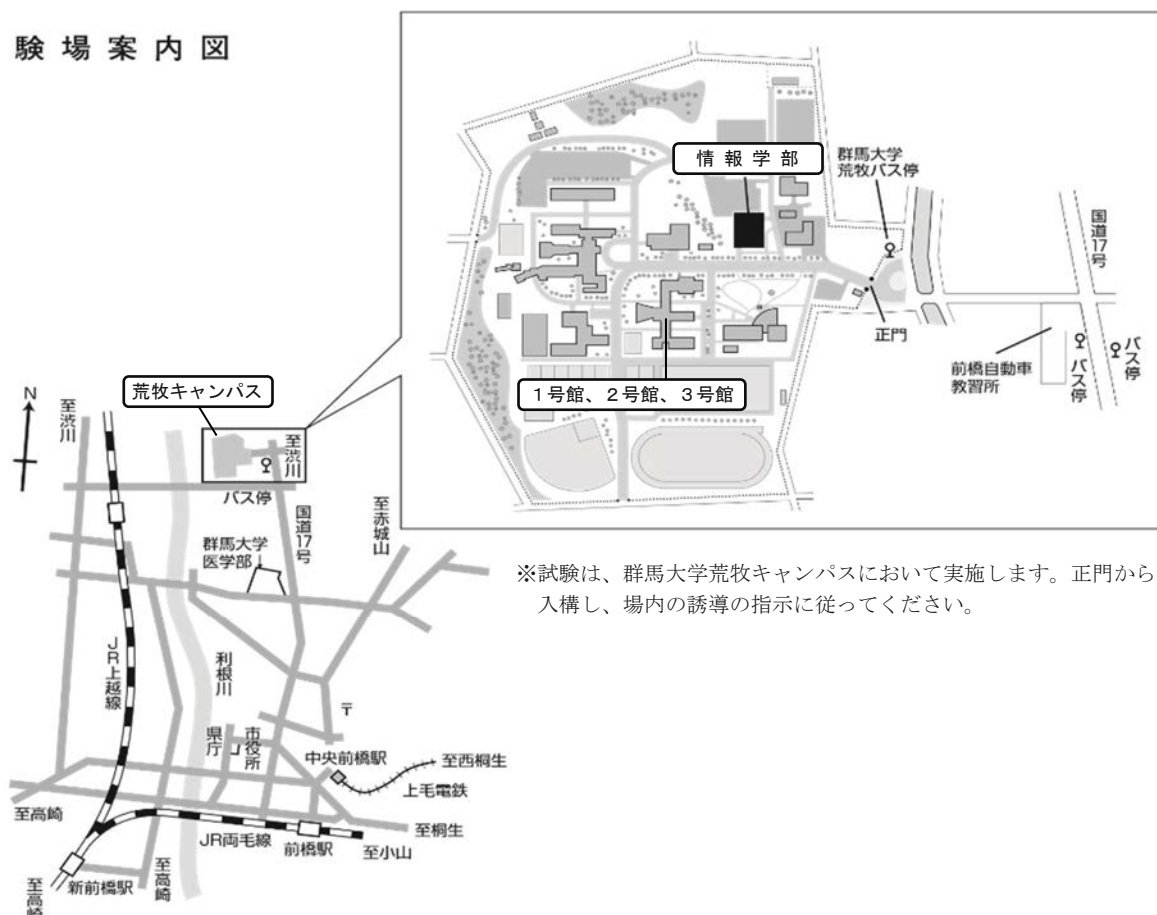 験場案内図
情報学部
群馬大学
荒牧バス停
国道17号
正門
前橋自動車
教習所
バス停
バス停
1号館、2号館、3号館
荒牧キャンパス
N
至渋川
至渋川
バス停
国道17号
至赤城山
群馬大学
医学部
※試験は、群馬大学荒牧キャンパスにおいて実施します。正門から
入構し、場内の誘導の指示に従ってください。
JR上越線
利根川
〒
県庁
市役所
中央前橋駅
至西桐生
上毛電鉄
至高崎
JR両毛線
前橋駅
至桐生
至小山
新前橋駅
至高崎
至高崎